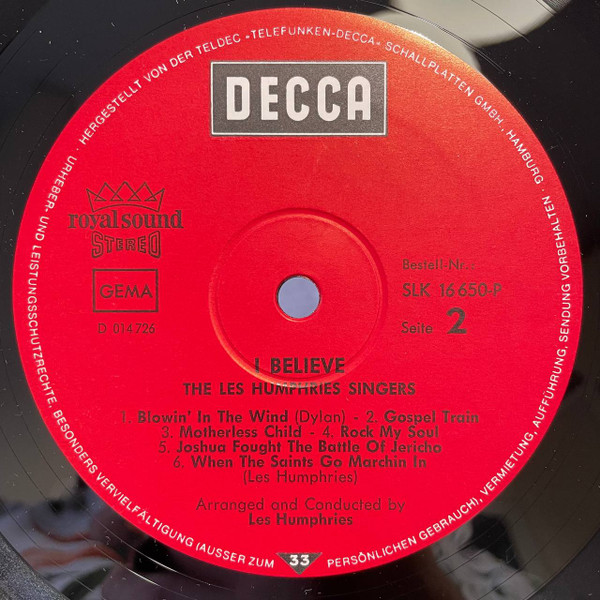 URHEBER- UND LEISTUNGSSCHUTZRECHTE, BESONDERS VERVIELFÄLTIGUNG (AUSSER ZUM PERSÖNLICHEN GEBRAUCH), VERMIETUNG, AUFFÜHRUNG, SENDUNG VORBEHALTEN
· HERGESTELLT VON DER TELDEC »TELEFUNKEN-DECCA« SCHALLPLATTEN GMBH, HAMBURG ·
DECCA
royal sound
STEREO
GEMA
D 014726
Bestell-Nr.:
SLK 16 650-P
Seite 2
I BELIEVE
THE LES HUMPHRIES SINGERS
1. Blowin' In The Wind (Dylan) - 2. Gospel Train
3. Motherless Child - 4. Rock My Soul
5. Joshua Fought The Battle Of Jericho
6. When The Saints Go Marchin In
(Les Humphries)
Arranged and Conducted by
Les Humphries
33